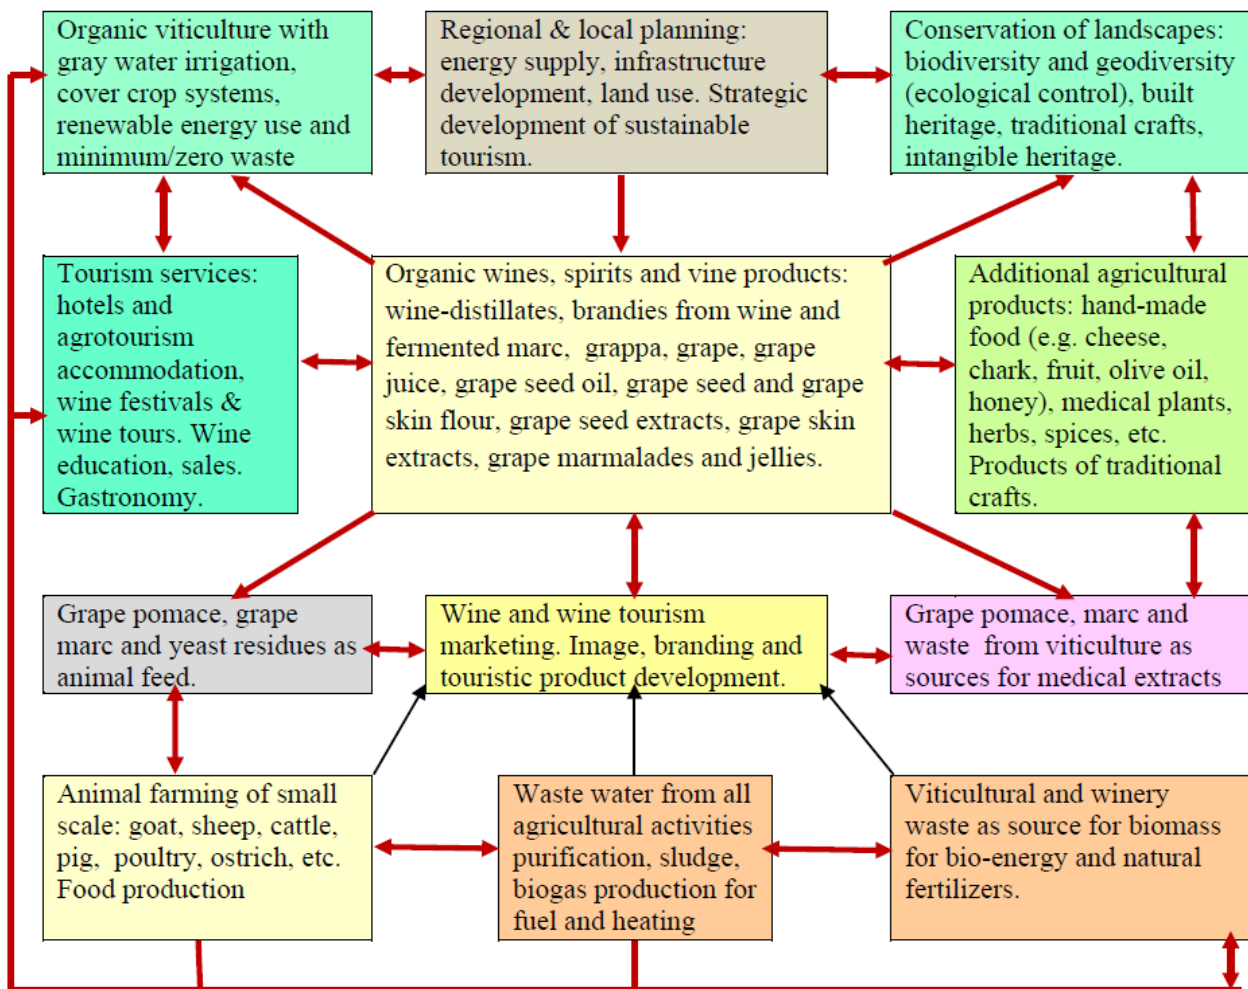 Organic viticulture with
gray water irrigation,
cover crop systems,
renewable energy use and
minimum/zero waste
Regional & local planning:
energy supply, infrastructure
development, land use. Strategic
development of sustainable
tourism.
Conservation of landscapes:
biodiversity and geodiversity
(ecological control), built
heritage, traditional crafts,
intangible heritage.
Tourism services:
hotels and
agrotourism
accommodation,
wine festivals &
wine tours. Wine
education, sales.
Gastronomy.
Organic wines, spirits and vine products:
wine-distillates, brandies from wine and
fermented marc, grappa, grape, grape
juice, grape seed oil, grape seed and grape
skin flour, grape seed extracts, grape skin
extracts, grape marmalades and jellies.
Additional agricultural
products: hand-made
food (e.g. cheese,
chark, fruit, olive oil,
honey), medical plants,
herbs, spices, etc.
Products of traditional
crafts.
Grape pomace, grape
marc and yeast residues as
animal feed.
Wine and wine tourism
marketing. Image, branding and
touristic product development.
Grape pomace, marc and
waste from viticulture as
sources for medical extracts
Animal farming of small
scale: goat, sheep, cattle,
pig, poultry, ostrich, etc.
Food production
Waste water from all
agricultural activities
purification, sludge,
biogas production for
fuel and heating
Viticultural and winery
waste as source for biomass
for bio-energy and natural
fertilizers.